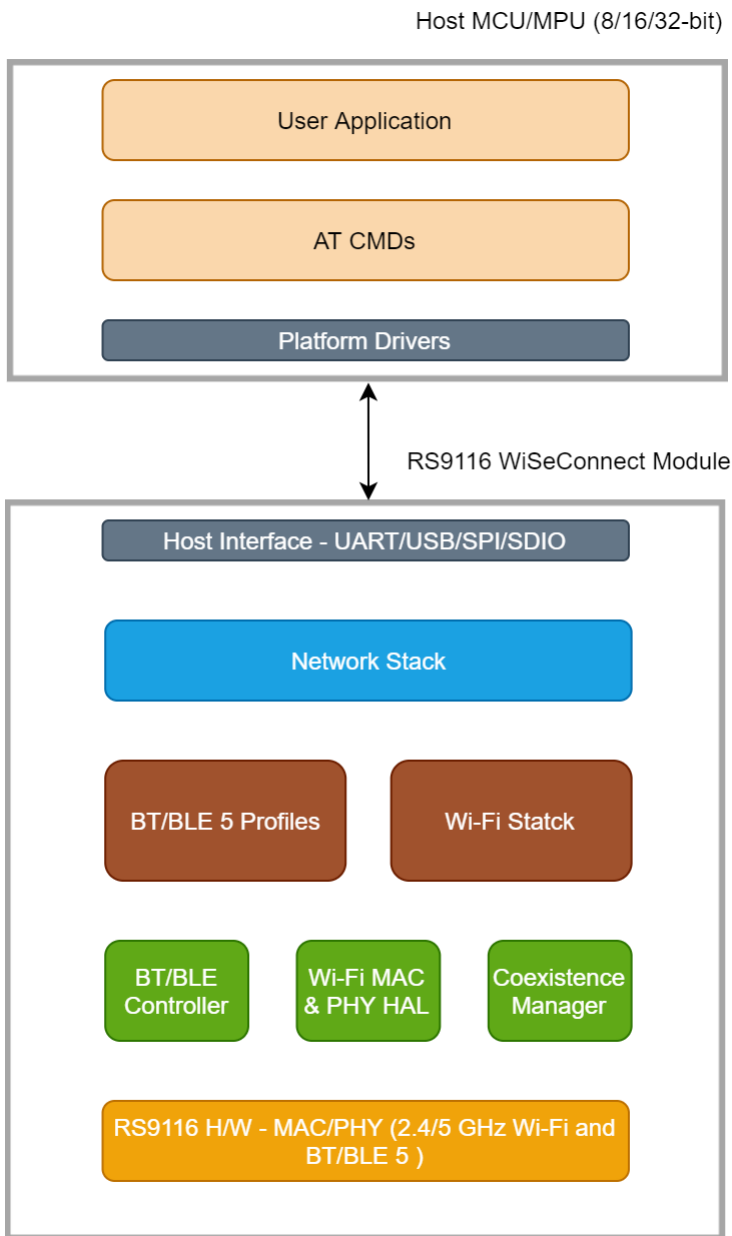 Host MCU/MPU (8/16/32-bit)
User Application
AT CMDs
Platform Drivers
RS9116 WiSeConnect Module
Host Interface - UART/USB/SPI/SDIO
Network Stack
BT/BLE 5 Profiles
Wi-Fi Statck
BT/BLE
Controller
Wi-Fi MAC
& PHY HAL
Coexistence
Manager
RS9116 H/W - MAC/PHY (2.4/5 GHz Wi-Fi and
BT/BLE 5 )